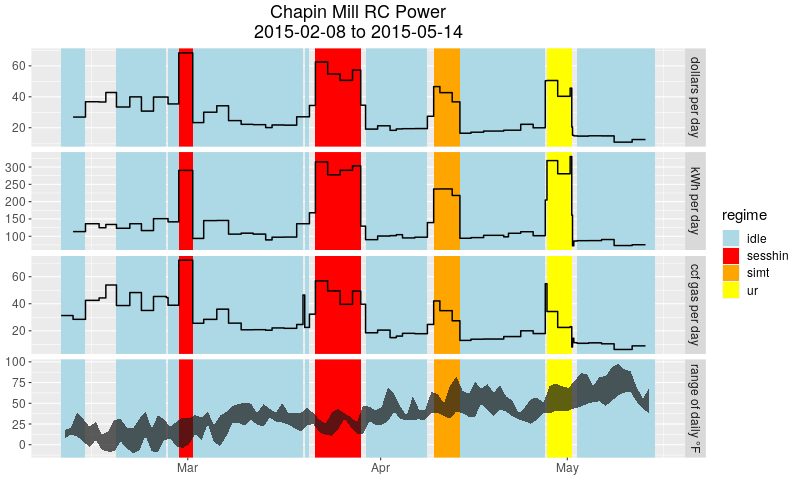 Chapin Mill RC Power
2015-02-08 to 2015-05-14
60
40
20
dollars per day
300
250
200
150
100
kWh per day
60
40
20
ccf gas per day
100
75
50
25
0
range of daily °F
Mar
Apr
May
regime
idle
sesshin
simt
ur